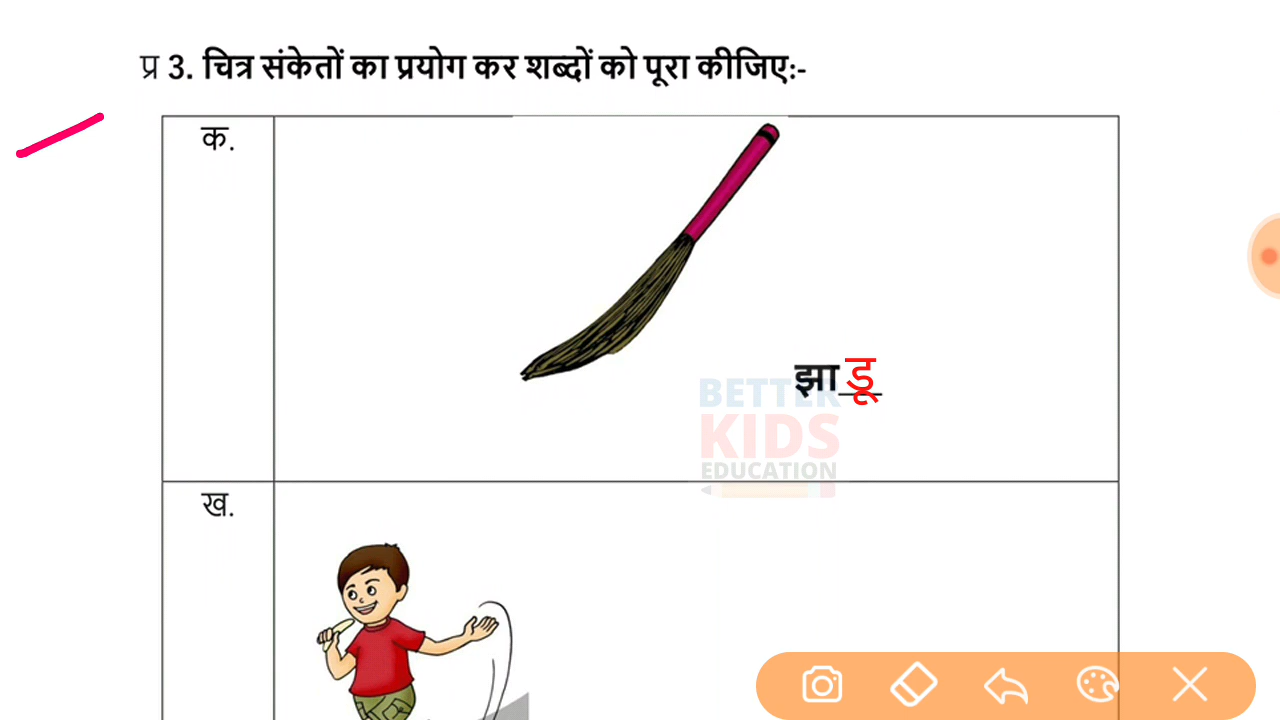 प्र 3. चित्र संकेतों का प्रयोग कर शब्दों को पूरा कीजिए:-
क.
झाडू
BETTER
KIDS
EDUCATION
ख.